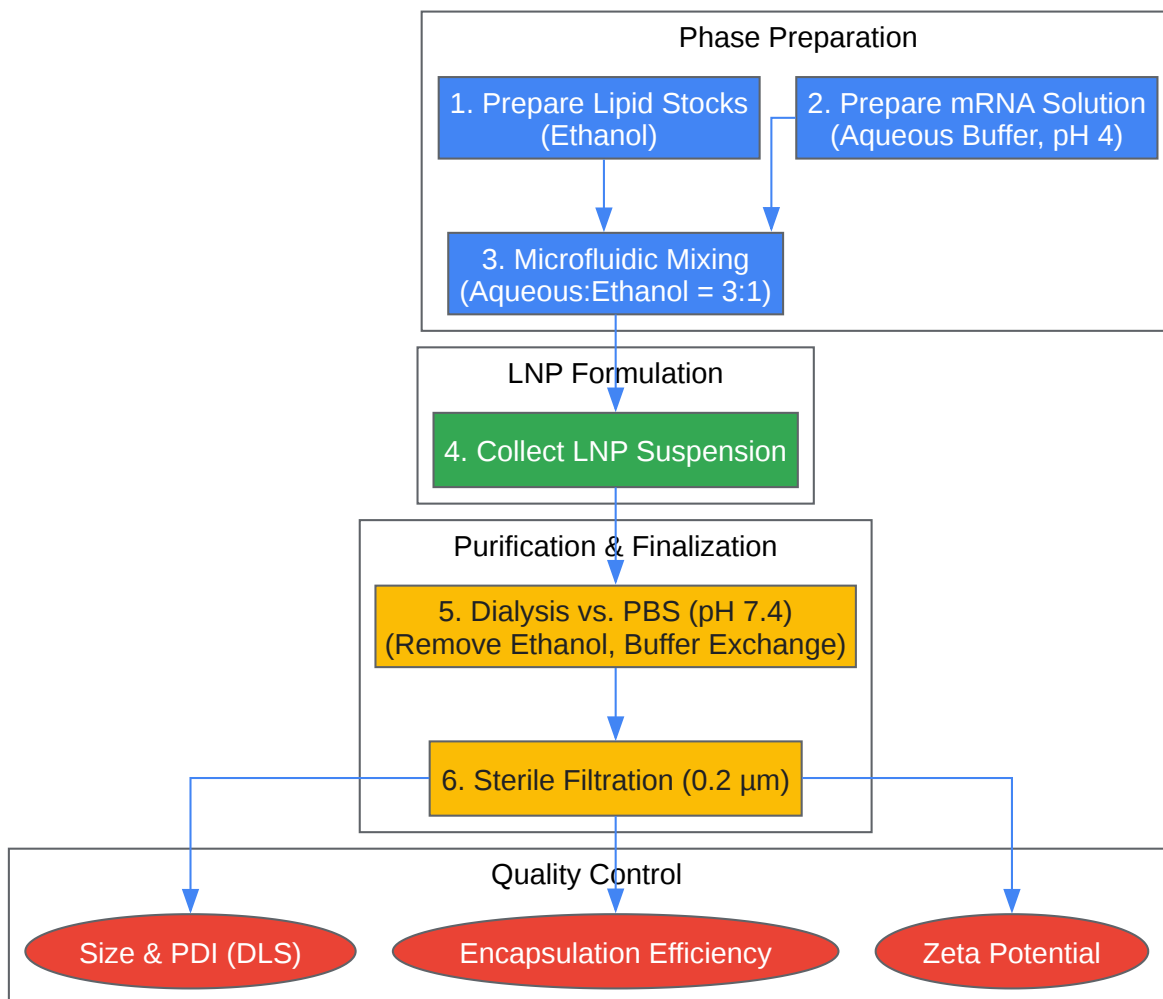 Phase Preparation
1. Prepare Lipid Stocks
(Ethanol)
2. Prepare mRNA Solution
(Aqueous Buffer, pH 4)
3. Microfluidic Mixing
(Aqueous:Ethanol = 3:1)
LNP Formulation
4. Collect LNP Suspension
Purification & Finalization
5. Dialysis vs. PBS (pH 7.4)
(Remove Ethanol, Buffer Exchange)
6. Sterile Filtration (0.2 µm)
Quality Control
Size & PDI (DLS)
Encapsulation Efficiency
Zeta Potential